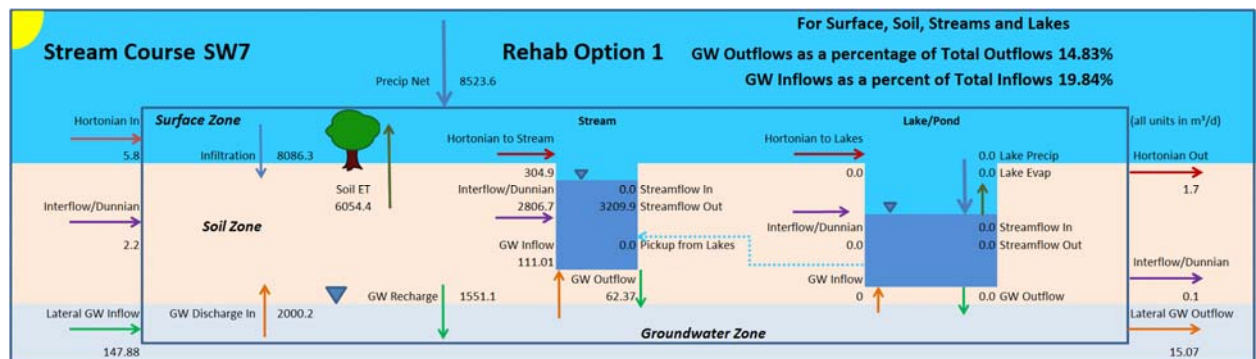 For Surface, Soil, Streams and Lakes
Stream Course SW7
Rehab Option 1
GW Outflows as a percentage of Total Outflows 14.83%
GW Inflows as a percent of Total Inflows 19.84%
Precip Net 8523.6
Hortonian In
5.8
Surface Zone
Stream
Lake/Pond
(all units in m³/d)
Infiltration 8086.3
Soil ET
6054.4
Hortonian to Stream
304.9
Hortonian to Lakes
0.0
0.0 Lake Precip
0.0 Lake Evap
Hortonian Out
1.7
Interflow/Dunnian
2.2
Soil Zone
Interflow/Dunnian
2806.7
0.0 Streamflow In
3209.9 Streamflow Out
GW Inflow
111.01
0.0 Pickup from Lakes
Interflow/Dunnian
0.0
0.0 Streamflow In
0.0 Streamflow Out
GW Inflow
0
Interflow/Dunnian
0.1
GW Outflow
62.37
0.0 GW Outflow
Lateral GW Inflow
147.88
GW Discharge In 2000.2
GW Recharge 1551.1
Groundwater Zone
Lateral GW Outflow
15.07